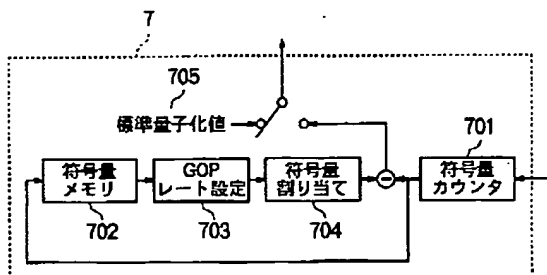 7
705
標準量子化値
701
符号量
メモリ
GOP
レート設定
符号量
割り当て
符号量
カウンタ
702
703
704